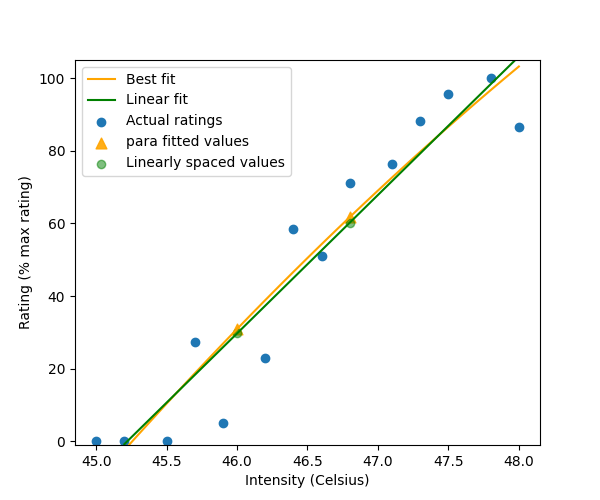 Best fit
Linear fit
Actual ratings
para fitted values
Linearly spaced values
Rating (% max rating)
100
80
60
40
20
0
45.0 45.5 46.0 46.5 47.0 47.5 48.0
Intensity (Celsius)